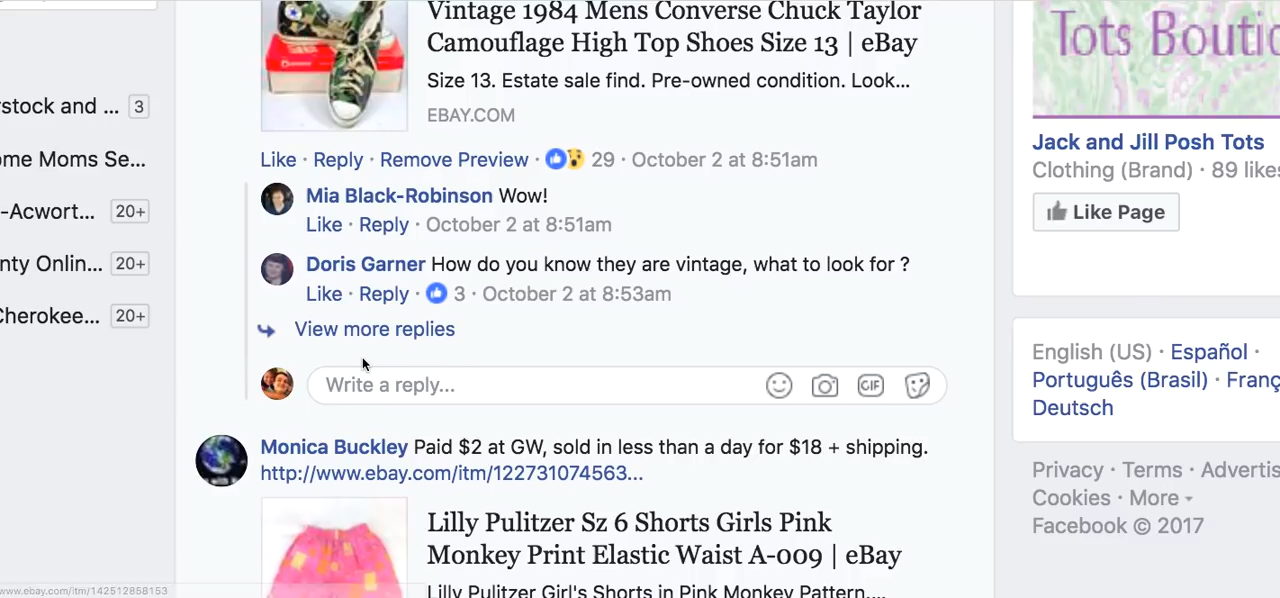 Vintage 1984 Mens Converse Chuck Taylor
Camouflage High Top Shoes Size 13 | eBay
Size 13. Estate sale find. Pre-owned condition. Look...
EBAY.COM
Like · Reply · Remove Preview · 29 · October 2 at 8:51am
Mia Black-Robinson Wow!
Like · Reply · October 2 at 8:51am
Doris Garner How do you know they are vintage, what to look for ?
Like · Reply · 3 · October 2 at 8:53am
View more replies
Write a reply...
GIF
Monica Buckley Paid $2 at GW, sold in less than a day for $18 + shipping.
http://www.ebay.com/itm/122731074563...
Lilly Pulitzer Sz 6 Shorts Girls Pink
Monkey Print Elastic Waist A-009 | eBay
Lilly Pulitzer Girl's Shorts in Pink Monkey Pattern....
rstock and ... 3
ome Moms Se...
-Acwort... 20+
nty Onlin... 20+
Cherokee... 20+
www.ebay.com/itm/142512858153
Tots Boutic
Jack and Jill Posh Tots
Clothing (Brand) · 89 likes
Like Page
English (US) · Español ·
Português (Brasil) · Franç
Deutsch
Privacy · Terms · Advertis
Cookies · More
Facebook © 2017